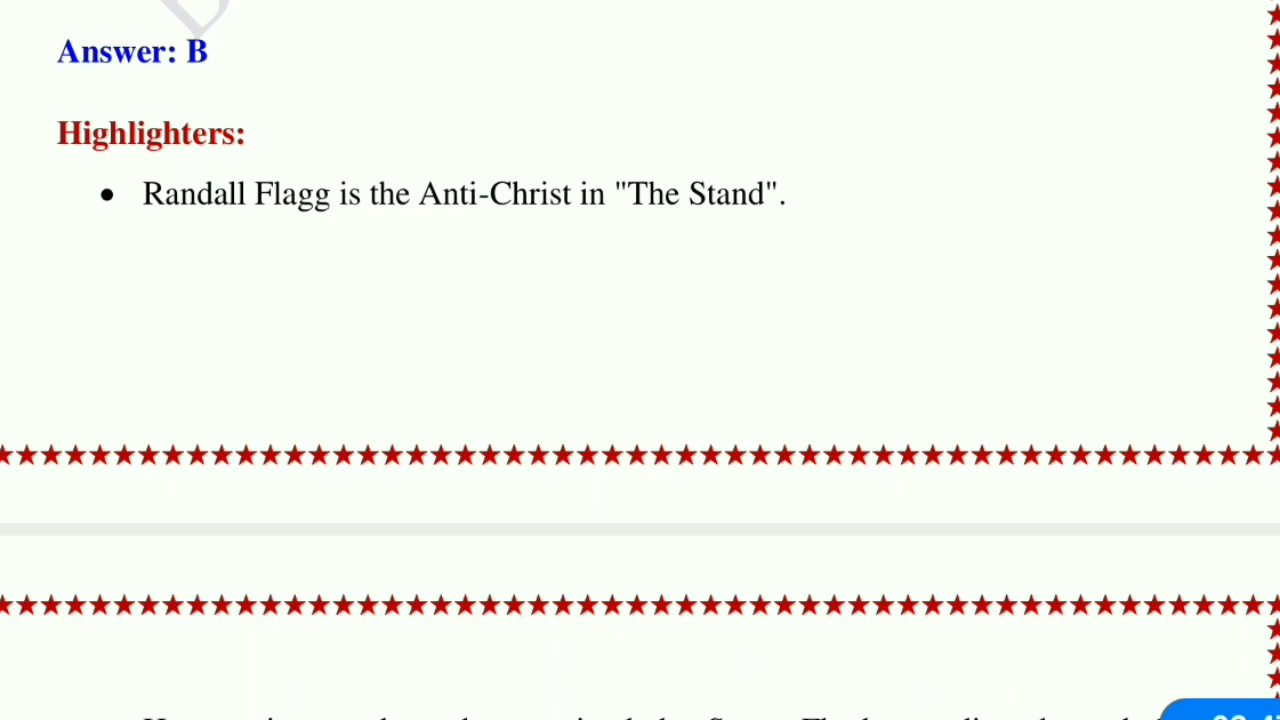 Answer: B
Highlighters:
• Randall Flagg is the Anti-Christ in "The Stand".